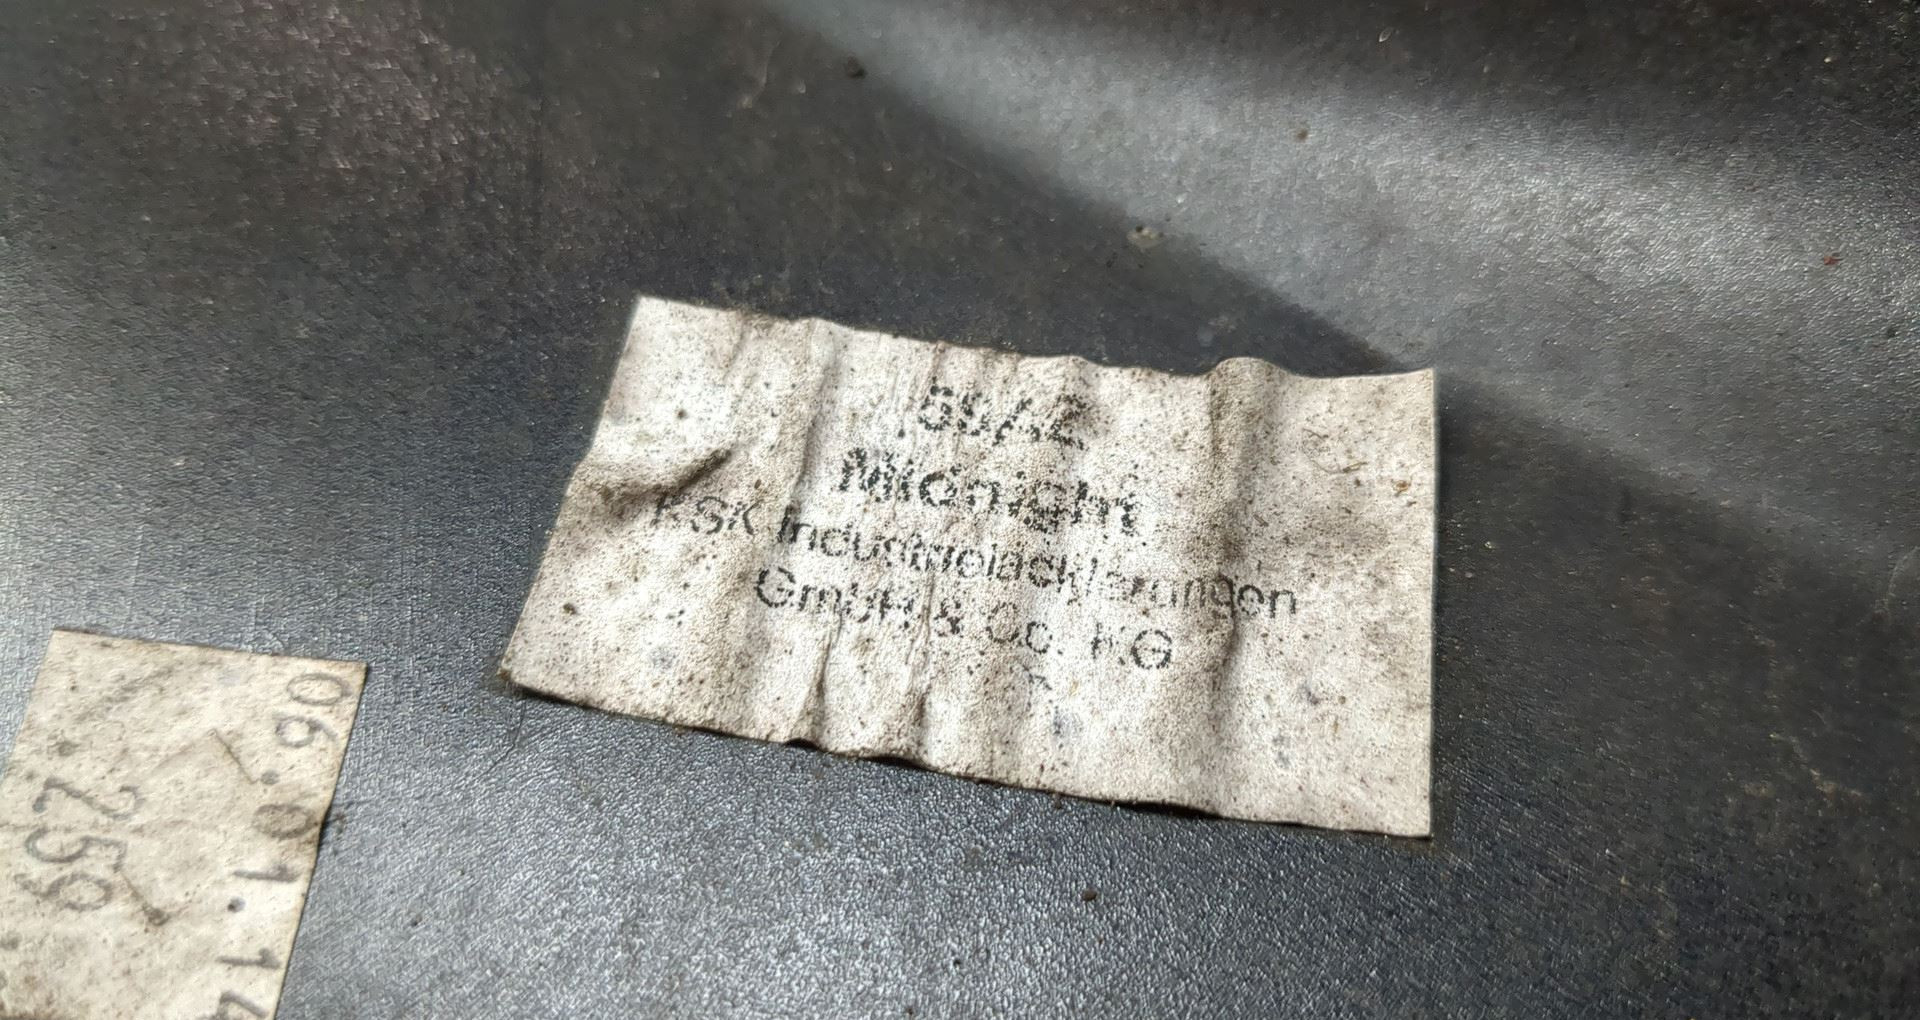 Midnight
KSK Industrielackierungen
GmbH & Co. KG
06.01.14
259